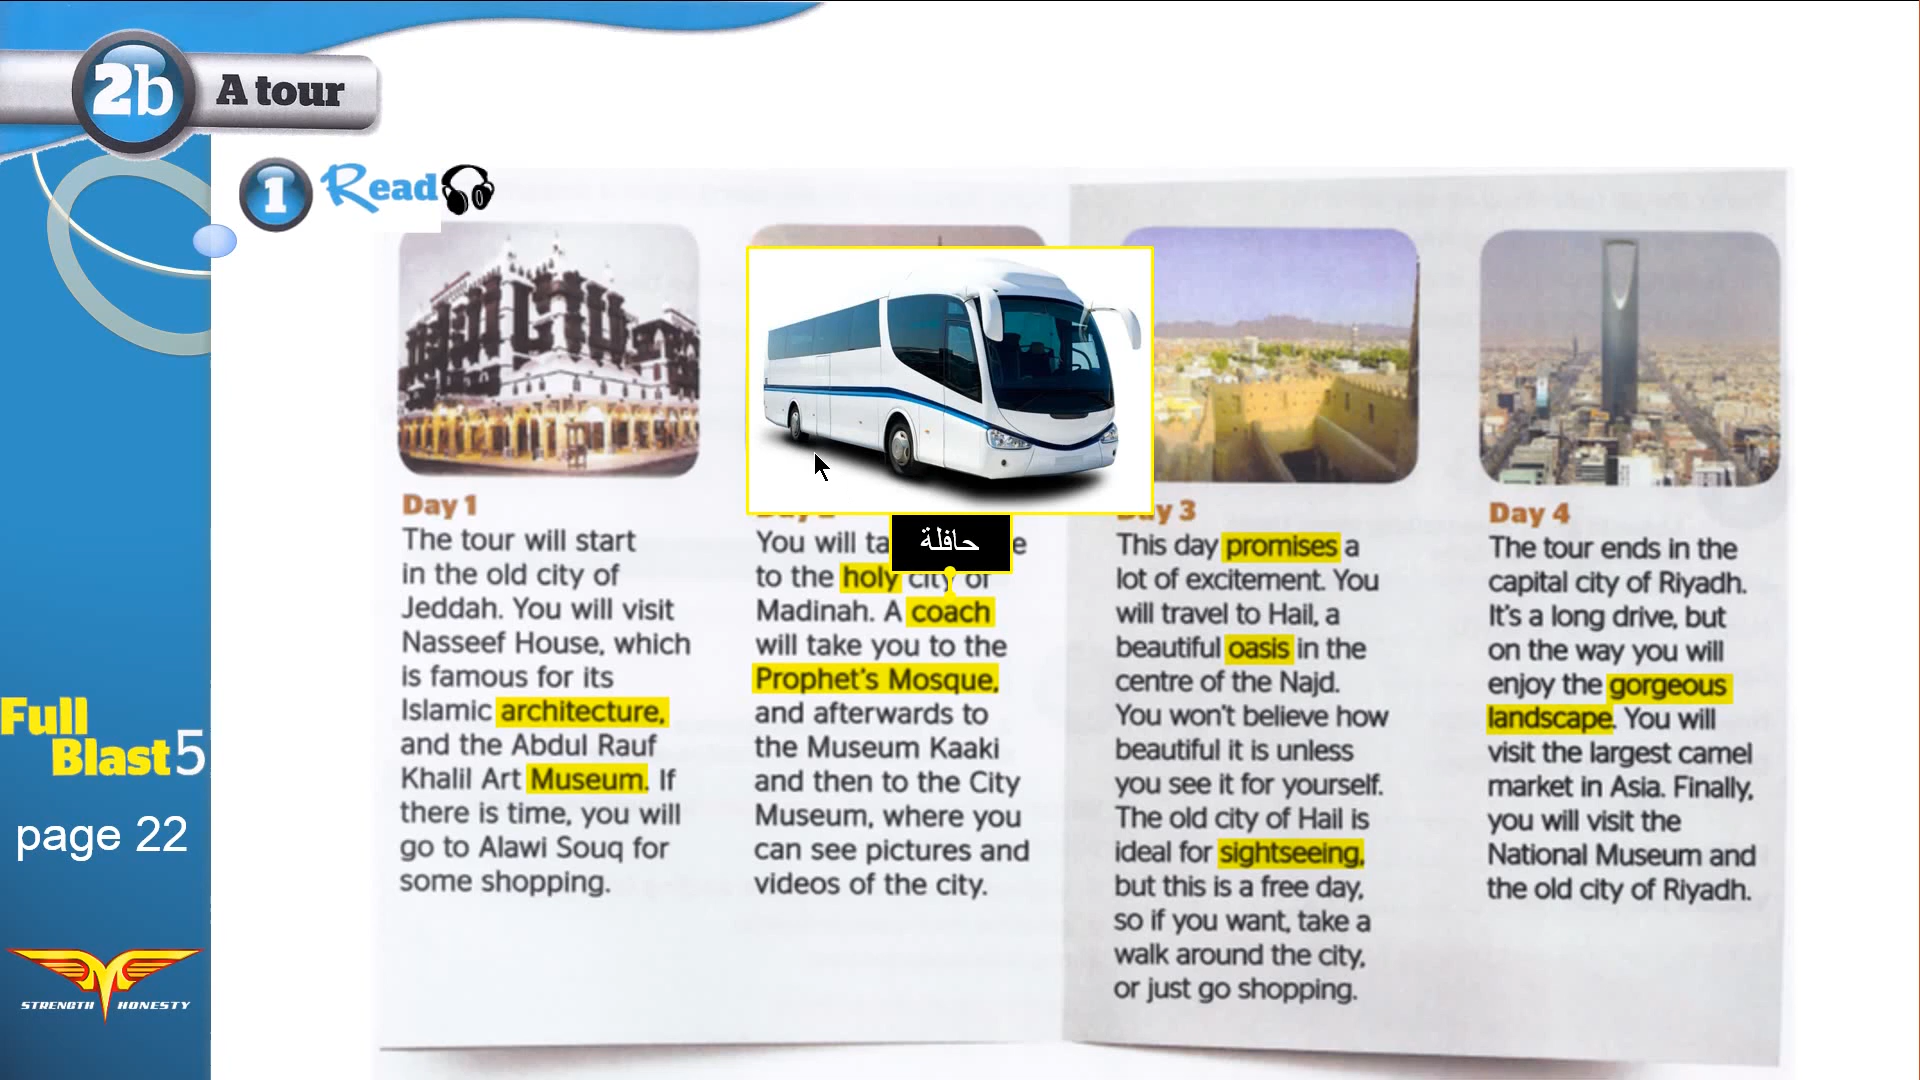 2b A tour
1 Read
Day 1
The tour will start
in the old city of
Jeddah. You will visit
Nasseef House, which
is famous for its
Islamic architecture,
and the Abdul Rauf
Khalil Art Museum. If
there is time, you will
go to Alawi Souq for
some shopping.
حافلة
You will ta e
to the holy city of
Madinah. A coach
will take you to the
Prophet's Mosque,
and afterwards to
the Museum Kaaki
and then to the City
Museum, where you
can see pictures and
videos of the city.
Day 3
This day promises a
lot of excitement. You
will travel to Hail, a
beautiful oasis in the
centre of the Najd.
You won't believe how
beautiful it is unless
you see it for yourself.
The old city of Hail is
ideal for sightseeing,
but this is a free day,
so if you want, take a
walk around the city,
or just go shopping.
Day 4
The tour ends in the
capital city of Riyadh.
It's a long drive, but
on the way you will
enjoy the gorgeous
landscape. You will
visit the largest camel
market in Asia. Finally,
you will visit the
National Museum and
the old city of Riyadh.
Full
Blast 5
page 22
STRENGTH HONESTY